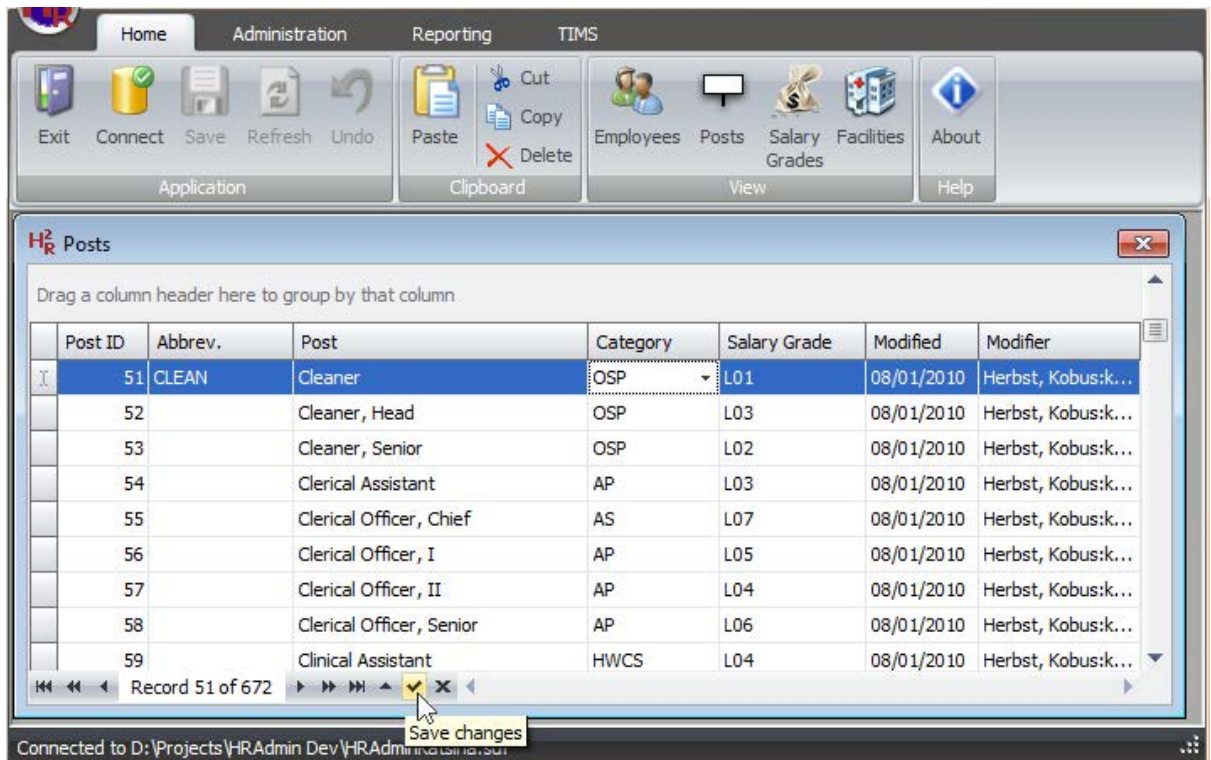 HR
Home Administration Reporting TIMS
Exit Connect Save Refresh Undo Paste Cut Copy Delete Employees Posts Salary Grades Facilities About
Application Clipboard View Help
H2R Posts
Drag a column header here to group by that column
Post ID Abbrev. Post Category Salary Grade Modified Modifier
51 CLEAN Cleaner OSP L01 08/01/2010 Herbst, Kobus:k...
52 Cleaner, Head OSP L03 08/01/2010 Herbst, Kobus:k...
53 Cleaner, Senior OSP L02 08/01/2010 Herbst, Kobus:k...
54 Clerical Assistant AP L03 08/01/2010 Herbst, Kobus:k...
55 Clerical Officer, Chief AS L07 08/01/2010 Herbst, Kobus:k...
56 Clerical Officer, I AP L05 08/01/2010 Herbst, Kobus:k...
57 Clerical Officer, II AP L04 08/01/2010 Herbst, Kobus:k...
58 Clerical Officer, Senior AP L06 08/01/2010 Herbst, Kobus:k...
59 Clinical Assistant HWCS L04 08/01/2010 Herbst, Kobus:k...
Record 51 of 672
Save changes
Connected to D:\Projects\HRAdmin Dev\